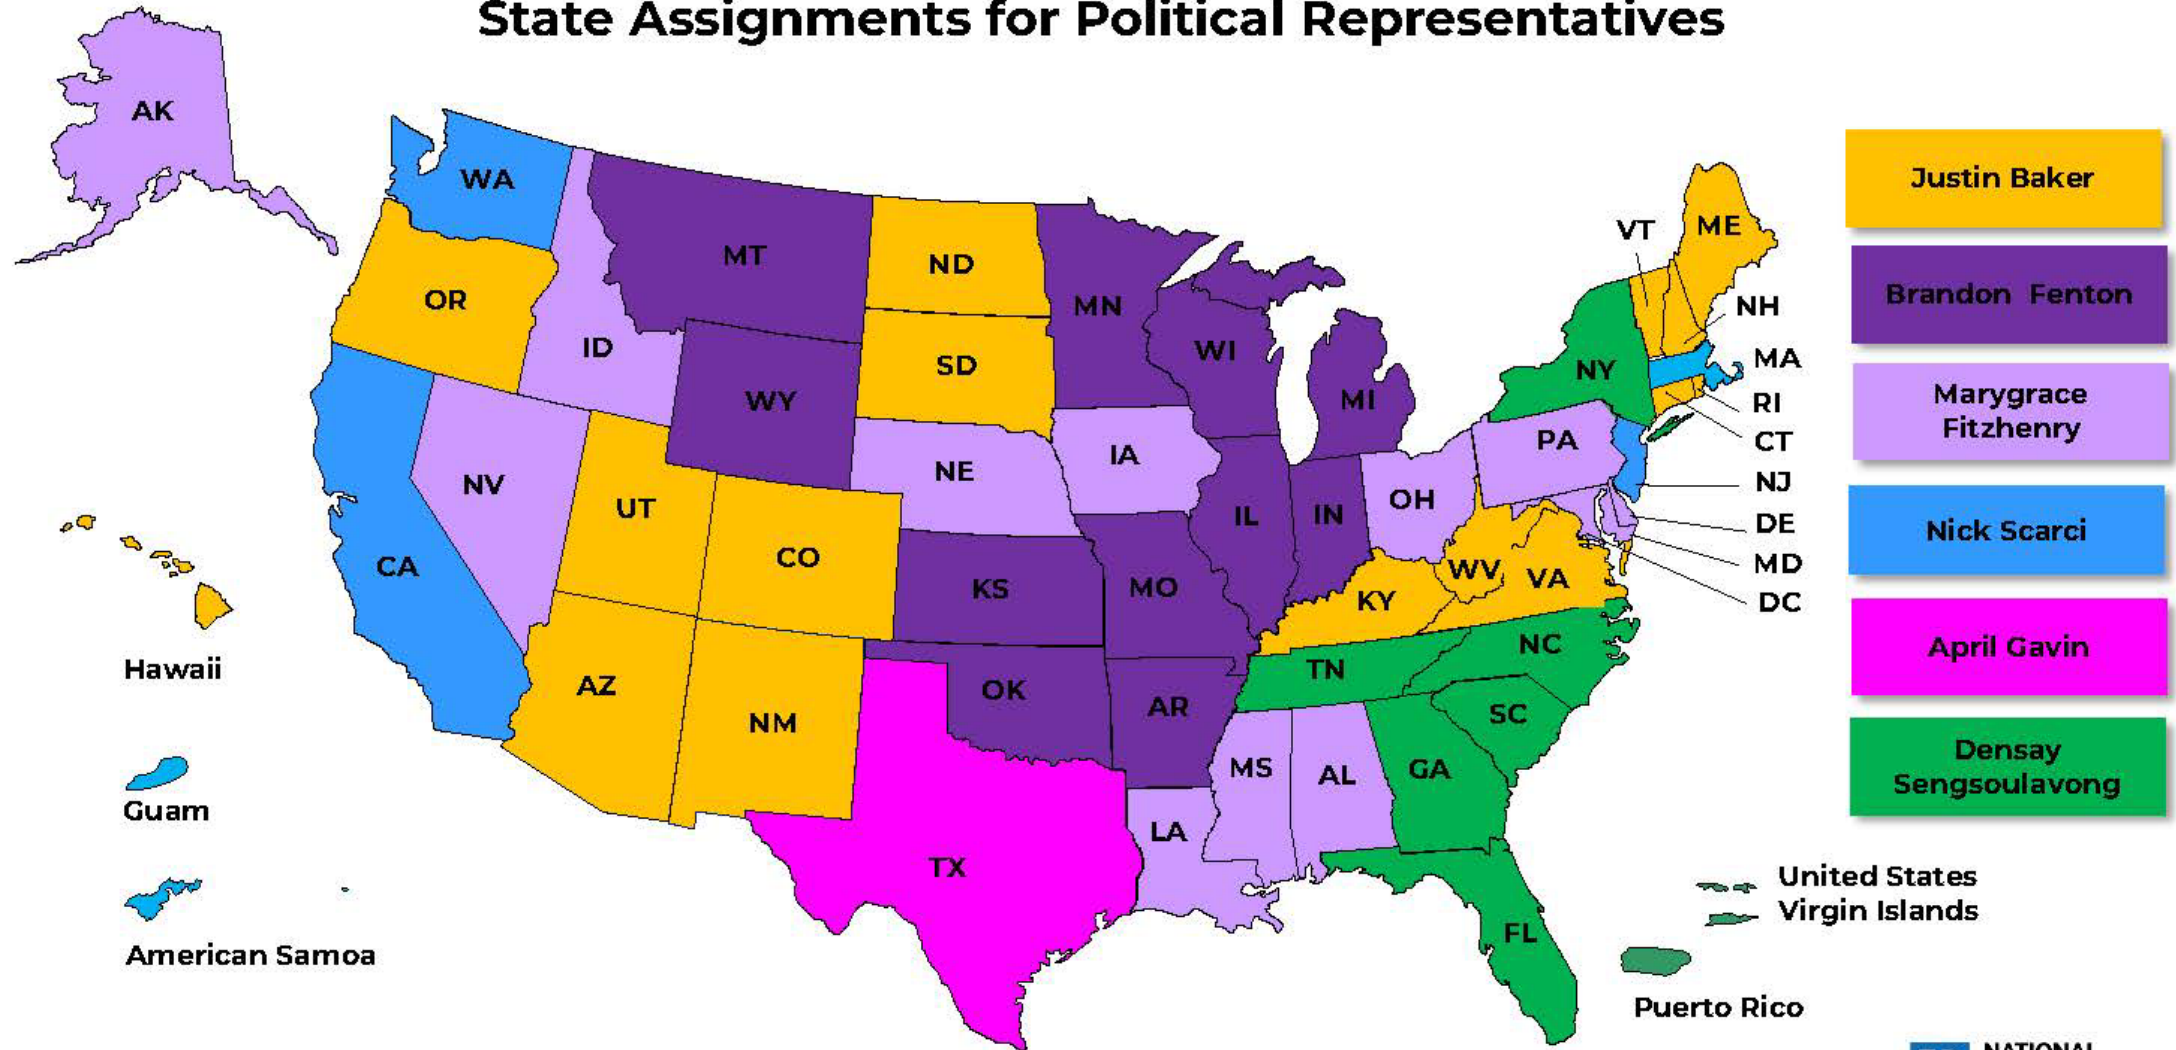 State Assignments for Political Representatives
AK
WA
MT
ND
MN
VT
ME
OR
ID
SD
WI
NH
WY
MI
NY
MA
RI
CT
NV
UT
NE
IA
PA
NJ
OH
IL
IN
DE
CA
CO
KS
MO
KY
WV
VA
MD
DC
AZ
NM
OK
AR
TN
NC
SC
MS
AL
GA
TX
LA
FL
Hawaii
Guam
American Samoa
Justin Baker
Brandon Fenton
Marygrace
Fitzhenry
Nick Scarci
April Gavin
Densay
Sengsoulavong
United States
Virgin Islands
Puerto Rico
NATIONAL